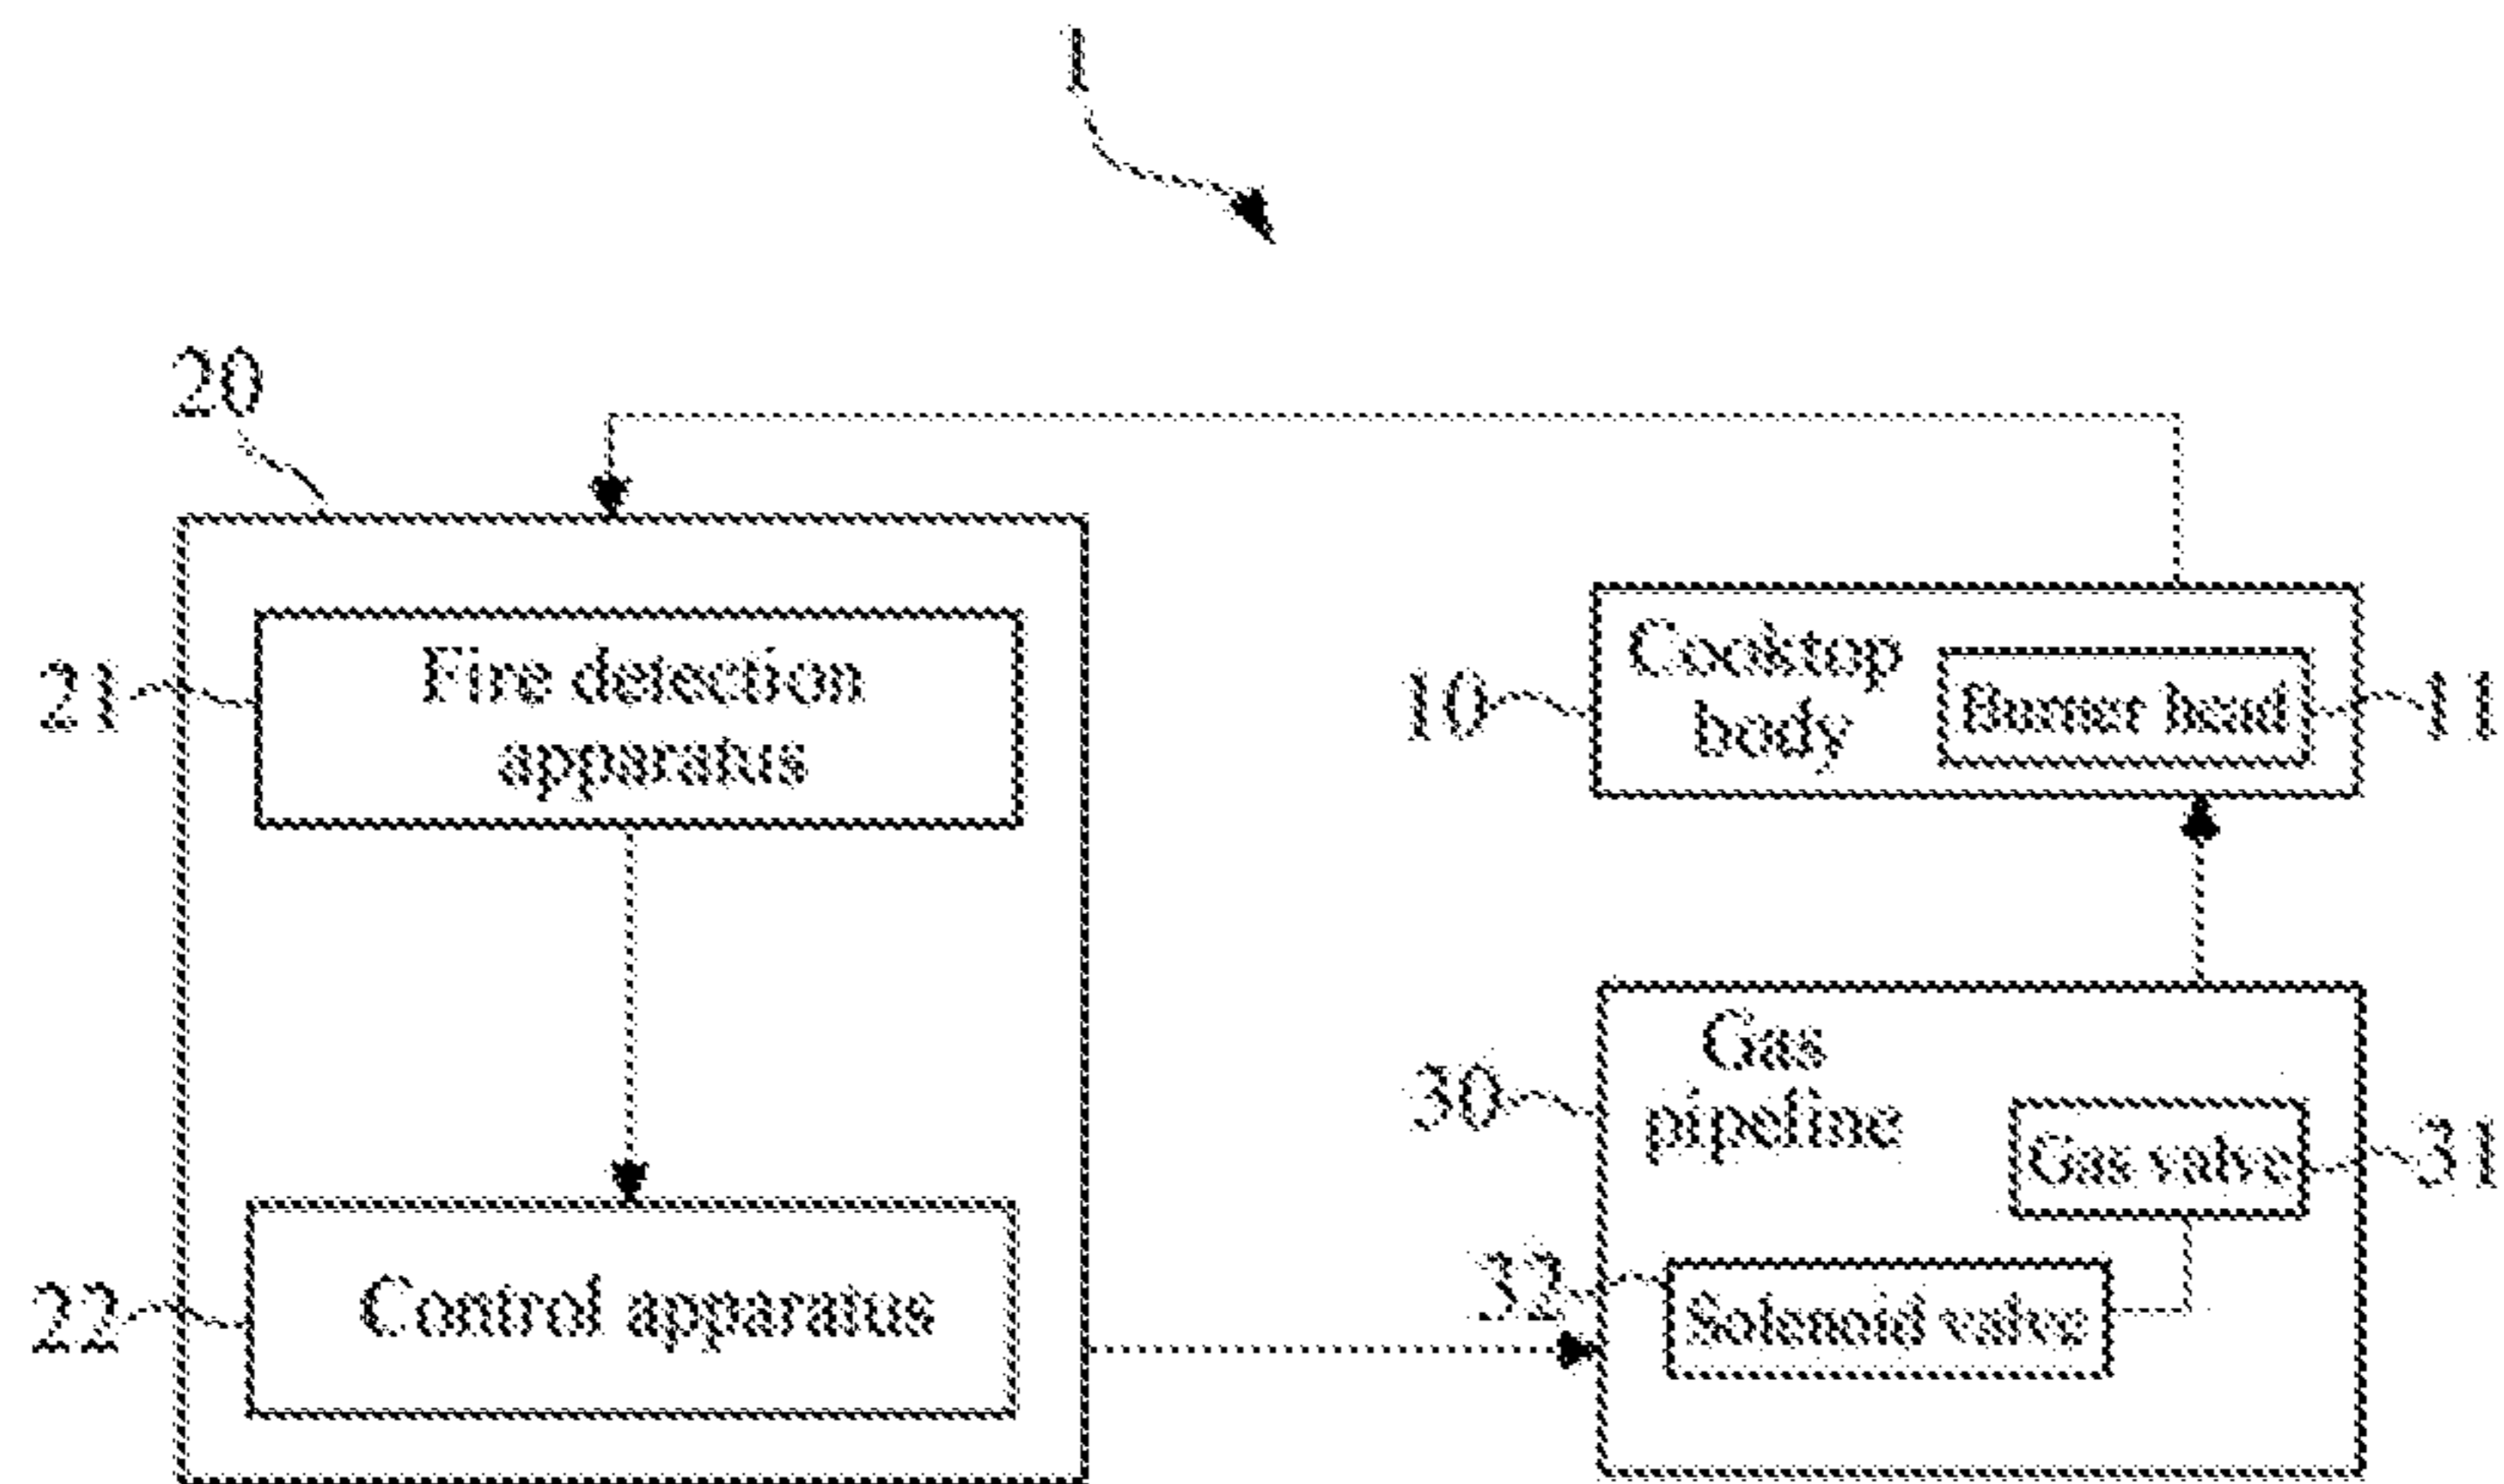 1
20
21
Fire detection
apparatus
22
Control apparatus
10
Cooktop
body
Burner head
11
30
Gas
pipeline
Gas valve
31
32
Solenoid valve